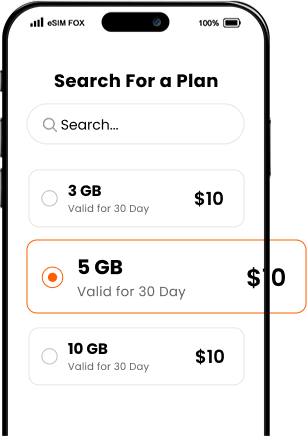 eSIM FOX 100%
Search For a Plan
Search...
3 GB
Valid for 30 Day
$10
5 GB
Valid for 30 Day
$10
10 GB
Valid for 30 Day
$10